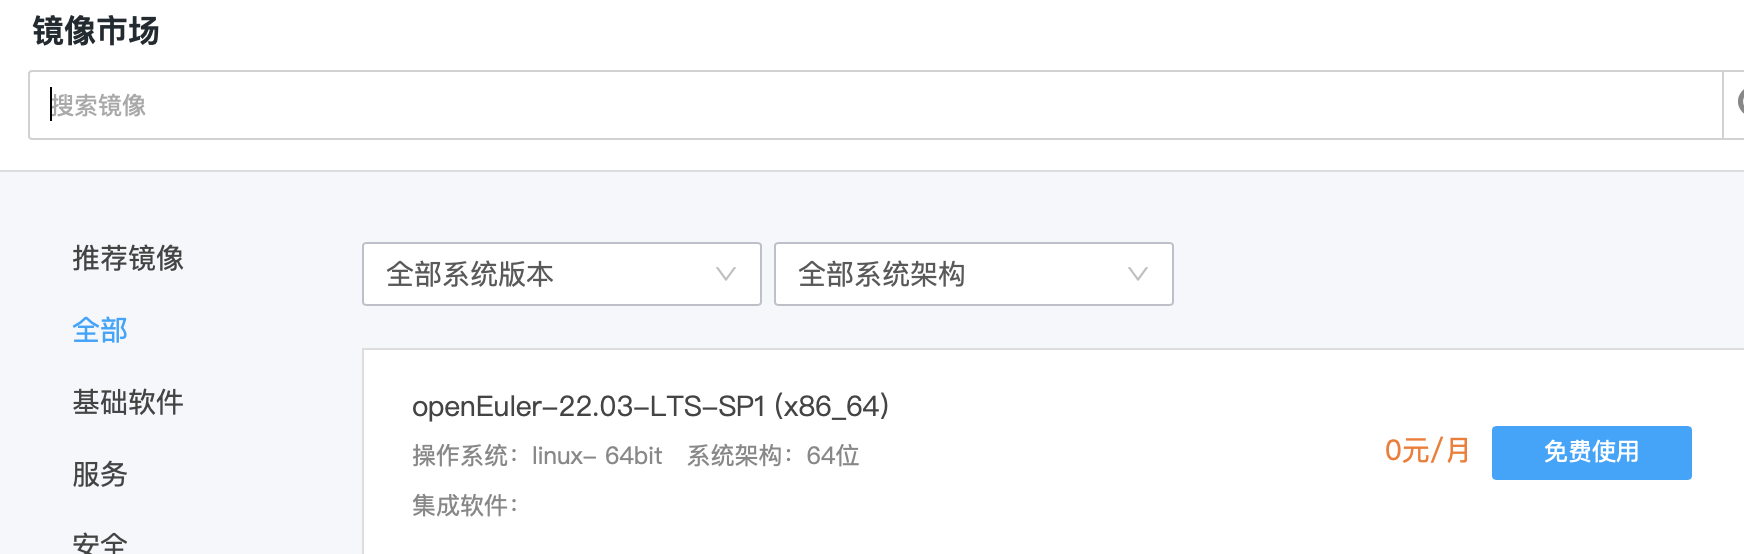 镜像市场
搜索镜像
推荐镜像
全部
基础软件
服务
安全
全部系统版本
全部系统架构
openEuler-22.03-LTS-SP1 (x86_64)
操作系统：linux- 64bit 系统架构：64位
集成软件：
0元/月
免费使用